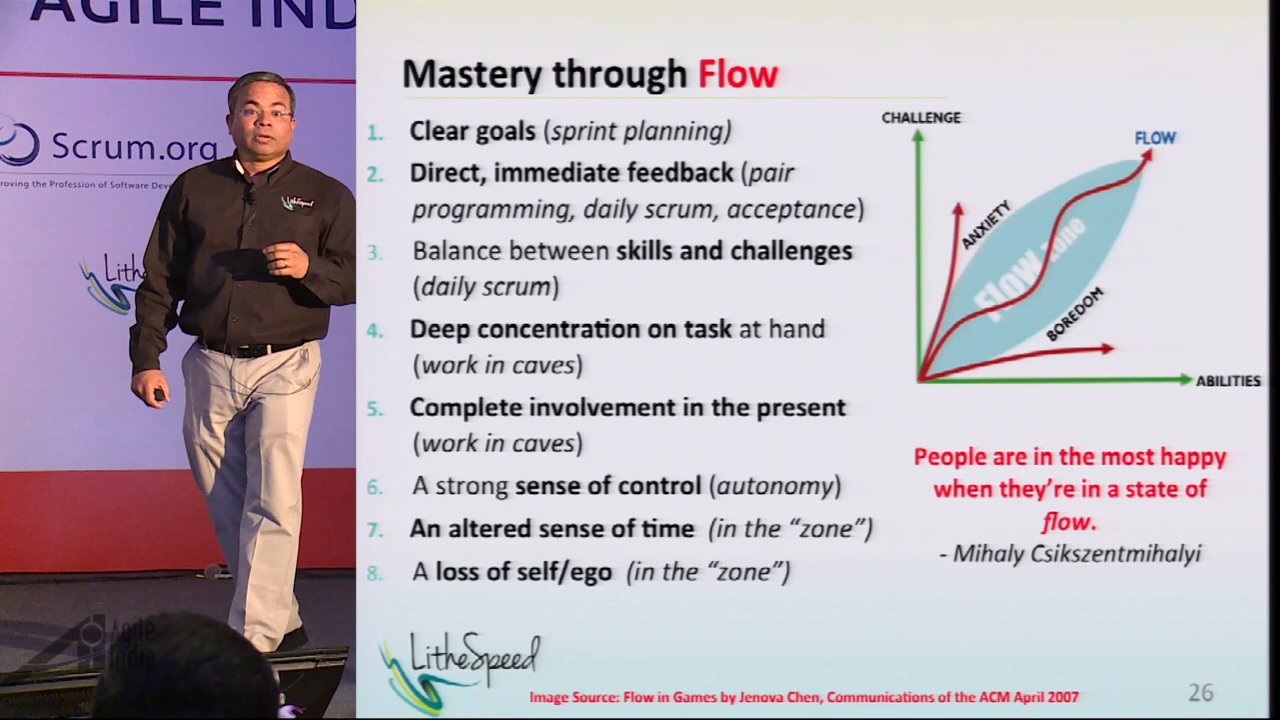 AGILE IND
Scrum.org
roving the Profession of Software Dev
Lithe
LitheSpeed
Agile
India
Mastery through Flow
1. Clear goals (sprint planning)
2. Direct, immediate feedback (pair
programming, daily scrum, acceptance)
3. Balance between skills and challenges
(daily scrum)
4. Deep concentration on task at hand
(work in caves)
5. Complete involvement in the present
(work in caves)
6. A strong sense of control (autonomy)
7. An altered sense of time (in the “zone”)
8. A loss of self/ego (in the “zone”)
CHALLENGE
FLOW
ANXIETY
Flow zone
BOREDOM
ABILITIES
People are in the most happy
when they’re in a state of
flow.
- Mihaly Csikszentmihalyi
LitheSpeed
Image Source: Flow in Games by Jenova Chen, Communications of the ACM April 2007
26